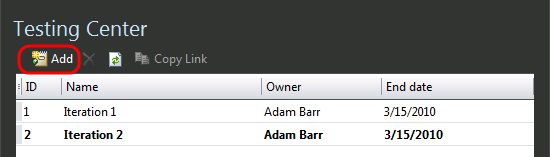 Testing Center
Add Copy Link
ID Name Owner End date
1 Iteration 1 Adam Barr 3/15/2010
2 Iteration 2 Adam Barr 3/15/2010